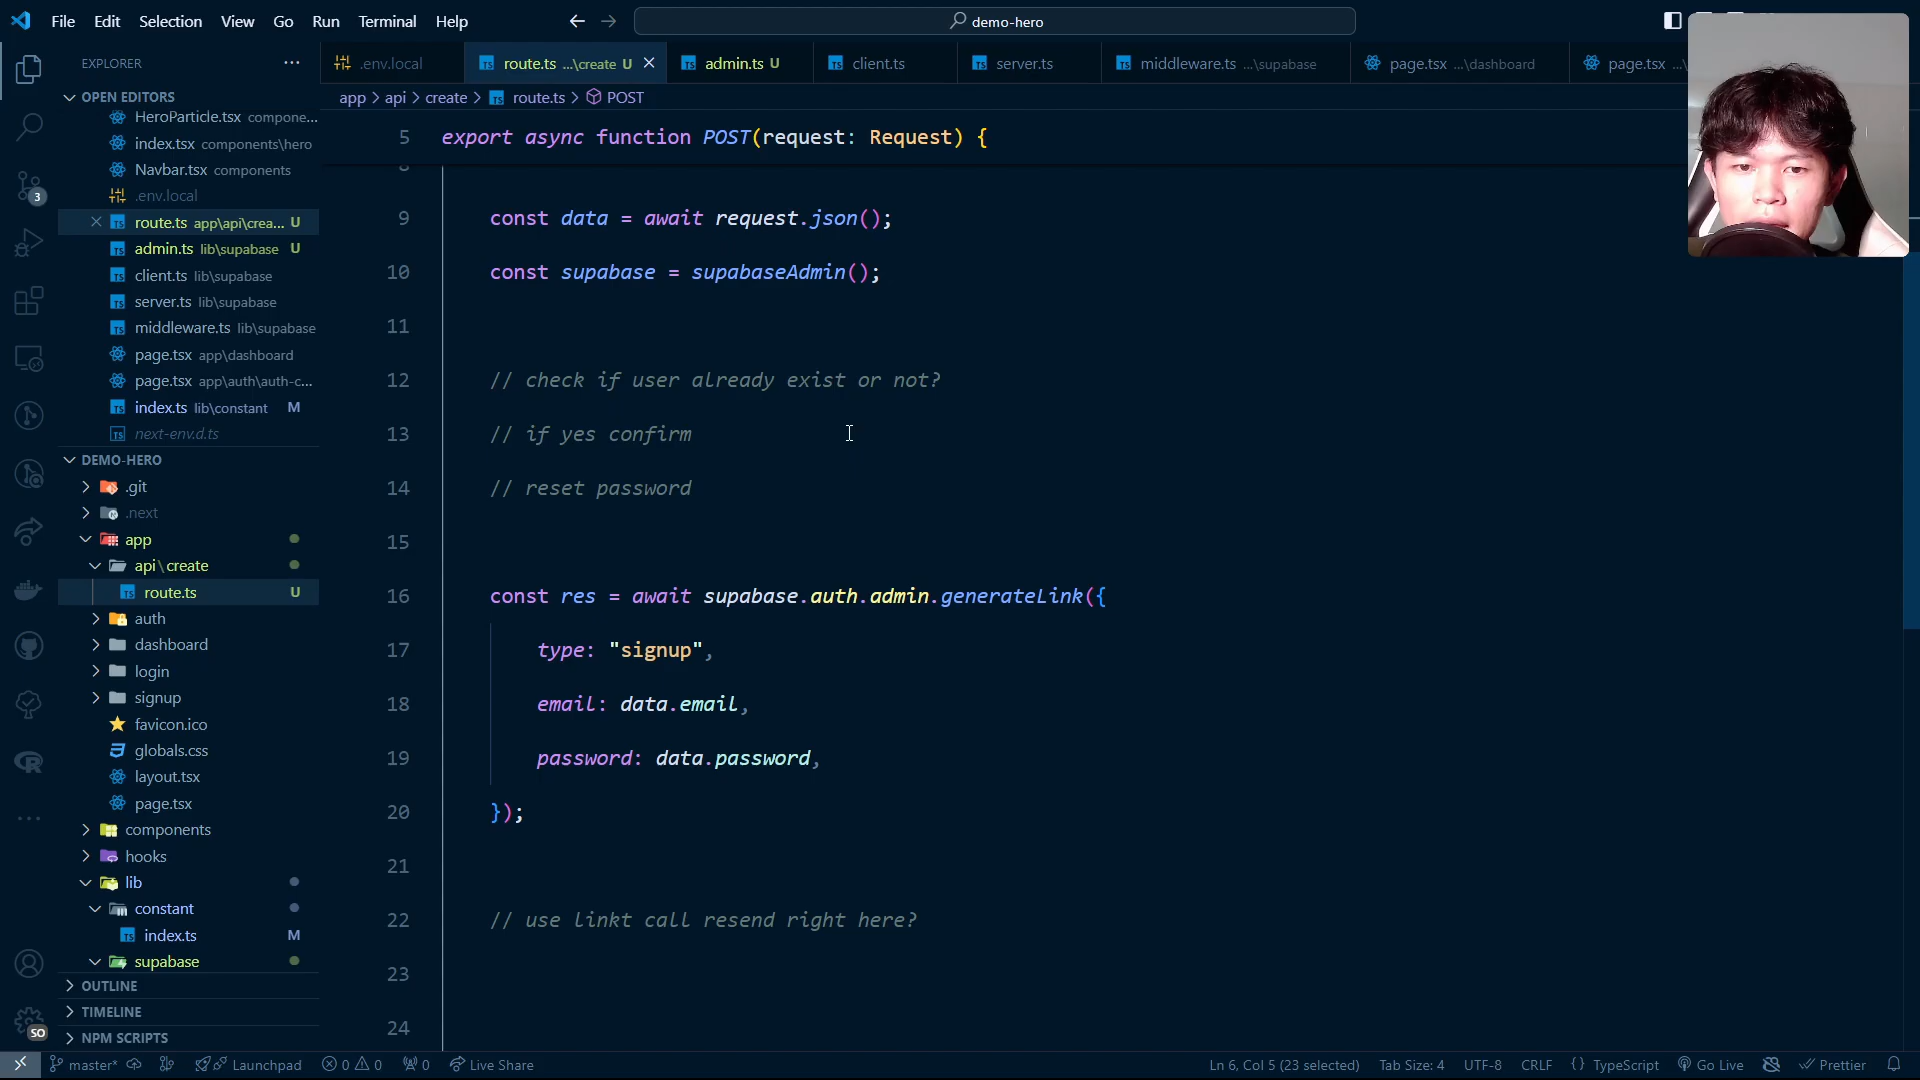 File Edit Selection View Go Run Terminal Help
demo-hero
EXPLORER
.env.local
route.ts ...\create U
admin.ts U
client.ts
server.ts
middleware.ts ...\supabase
page.tsx ...\dashboard
page.tsx
app > api > create > route.ts > POST
OPEN EDITORS
HeroParticle.tsx compone...
index.tsx components\hero
Navbar.tsx components
.env.local
route.ts app\api\crea... U
admin.ts lib\supabase U
client.ts lib\supabase
server.ts lib\supabase
middleware.ts lib\supabase
page.tsx app\dashboard
page.tsx app\auth\auth-c...
index.ts lib\constant M
next-env.d.ts
DEMO-HERO
.git
.next
app
api\create
route.ts U
auth
dashboard
login
signup
favicon.ico
globals.css
layout.tsx
page.tsx
components
hooks
lib
constant
index.ts M
supabase
OUTLINE
TIMELINE
NPM SCRIPTS
3
SO
5 export async function POST(request: Request) {
8
9 const data = await request.json();
10 const supabase = supabaseAdmin();
11
12 // check if user already exist or not?
13 // if yes confirm
14 // reset password
15
16 const res = await supabase.auth.admin.generateLink({
17 type: "signup",
18 email: data.email,
19 password: data.password,
20 });
21
22 // use linkt call resend right here?
23
24
master* Launchpad 0 0 0 Live Share
Ln 6, Col 5 (23 selected) Tab Size: 4 UTF-8 CRLF {} TypeScript Go Live Prettier